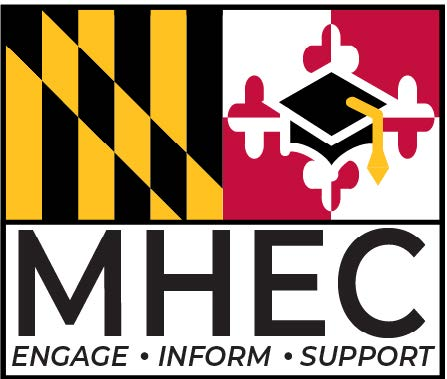 MHEC
ENGAGE • INFORM • SUPPORT